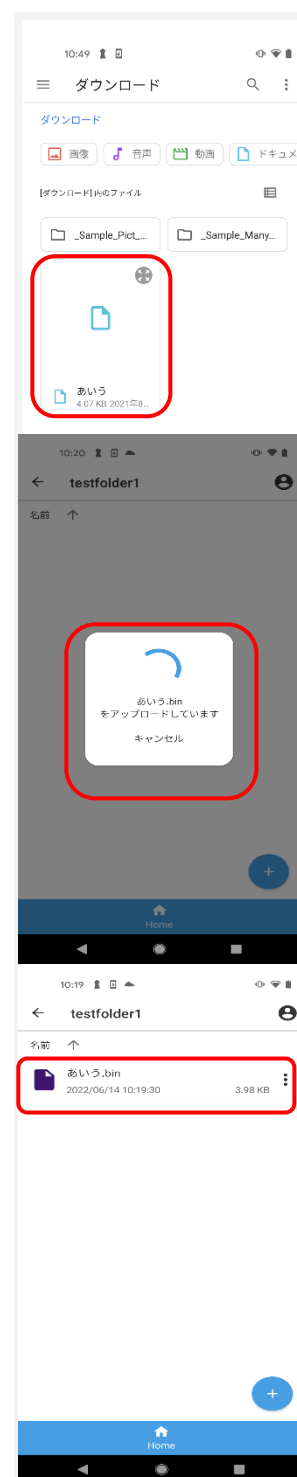 10:49
ダウンロード
ダウンロード
画像
音声
動画
ドキュメ
[ダウンロード]内のファイル
_Sample_Pict_...
_Sample_Many...
あいう
4.07 KB 2021年8...
10:20
testfolder1
名前 ↑
あいう.bin
をアップロードしています
キャンセル
Home
10:19
testfolder1
名前 ↑
あいう.bin
2022/06/14 10:19:30 3.98 KB
Home